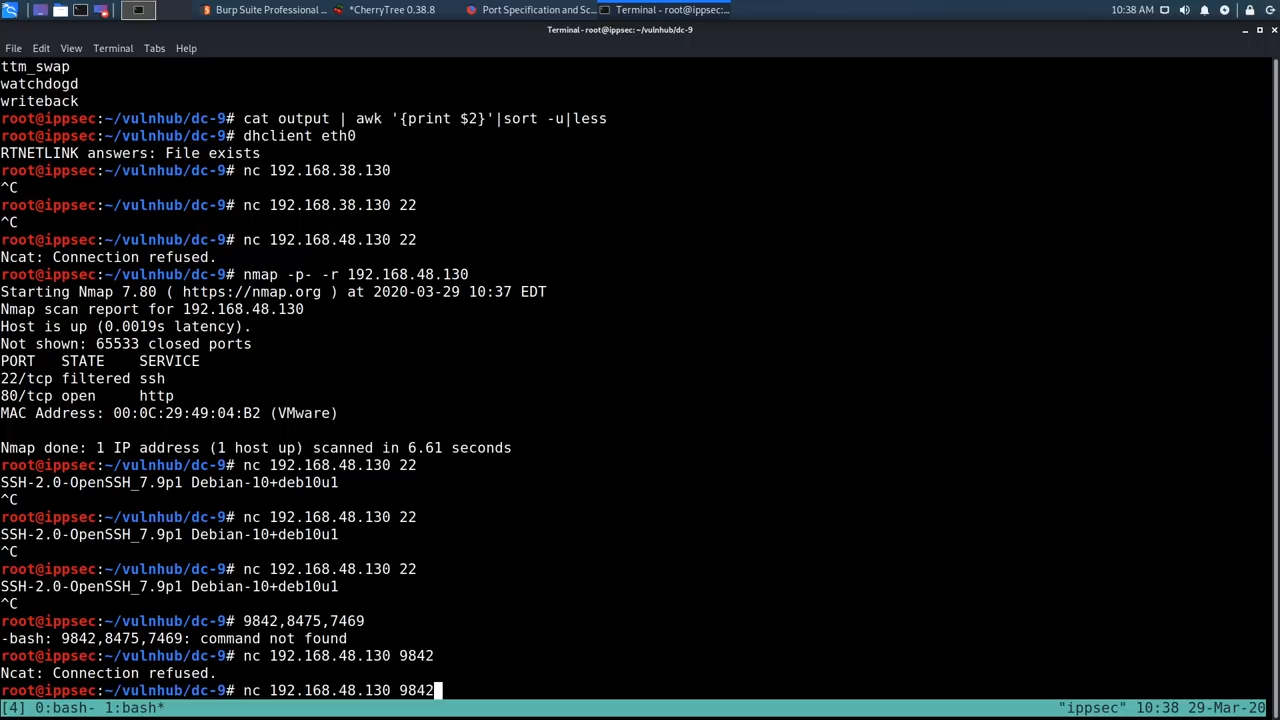 Burp Suite Professional ...
*CherryTree 0.38.8
Port Specification and Sc...
Terminal - root@ippsec:...
10:38 AM
Terminal - root@ippsec: ~/vulnhub/dc-9
File Edit View Terminal Tabs Help
ttm_swap
watchdogd
writeback
root@ippsec:~/vulnhub/dc-9# cat output | awk '{print $2}'|sort -u|less
root@ippsec:~/vulnhub/dc-9# dhclient eth0
RTNETLINK answers: File exists
root@ippsec:~/vulnhub/dc-9# nc 192.168.38.130
^C
root@ippsec:~/vulnhub/dc-9# nc 192.168.38.130 22
^C
root@ippsec:~/vulnhub/dc-9# nc 192.168.48.130 22
Ncat: Connection refused.
root@ippsec:~/vulnhub/dc-9# nmap -p- -r 192.168.48.130
Starting Nmap 7.80 ( https://nmap.org ) at 2020-03-29 10:37 EDT
Nmap scan report for 192.168.48.130
Host is up (0.0019s latency).
Not shown: 65533 closed ports
PORT   STATE    SERVICE
22/tcp filtered ssh
80/tcp open     http
MAC Address: 00:0C:29:49:04:B2 (VMware)
Nmap done: 1 IP address (1 host up) scanned in 6.61 seconds
root@ippsec:~/vulnhub/dc-9# nc 192.168.48.130 22
SSH-2.0-OpenSSH_7.9p1 Debian-10+deb10u1
^C
root@ippsec:~/vulnhub/dc-9# nc 192.168.48.130 22
SSH-2.0-OpenSSH_7.9p1 Debian-10+deb10u1
^C
root@ippsec:~/vulnhub/dc-9# nc 192.168.48.130 22
SSH-2.0-OpenSSH_7.9p1 Debian-10+deb10u1
^C
root@ippsec:~/vulnhub/dc-9# 9842,8475,7469
-bash: 9842,8475,7469: command not found
root@ippsec:~/vulnhub/dc-9# nc 192.168.48.130 9842
Ncat: Connection refused.
root@ippsec:~/vulnhub/dc-9# nc 192.168.48.130 9842
[4] 0:bash- 1:bash* "ippsec" 10:38 29-Mar-20